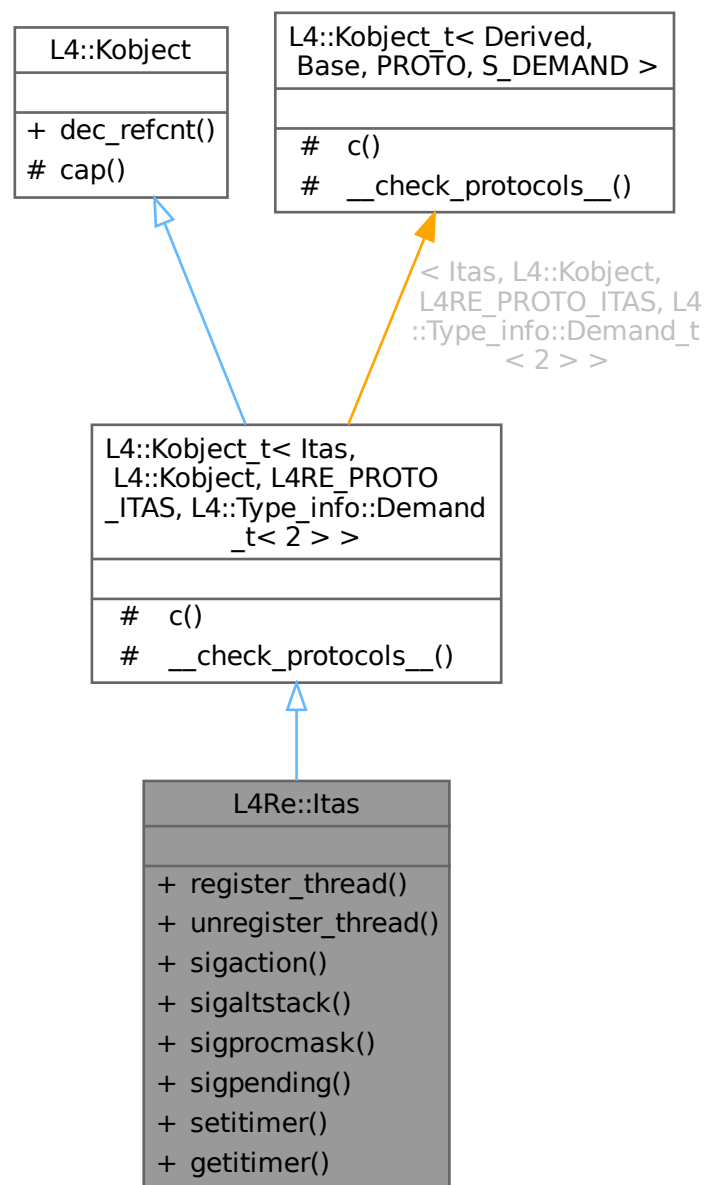 L4::Kobject
+ dec_refcnt()
# cap()
L4::Kobject_t< Derived,
Base, PROTO, S_DEMAND >
# c()
# __check_protocols__()
< Itas, L4::Kobject,
L4RE_PROTO_ITAS, L4
::Type_info::Demand_t
< 2 > >
L4::Kobject_t< Itas,
L4::Kobject, L4RE_PROTO
_ITAS, L4::Type_info::Demand
_t< 2 > >
# c()
# __check_protocols__()
L4Re::Itas
+ register_thread()
+ unregister_thread()
+ sigaction()
+ sigaltstack()
+ sigprocmask()
+ sigpending()
+ setitimer()
+ getitimer()